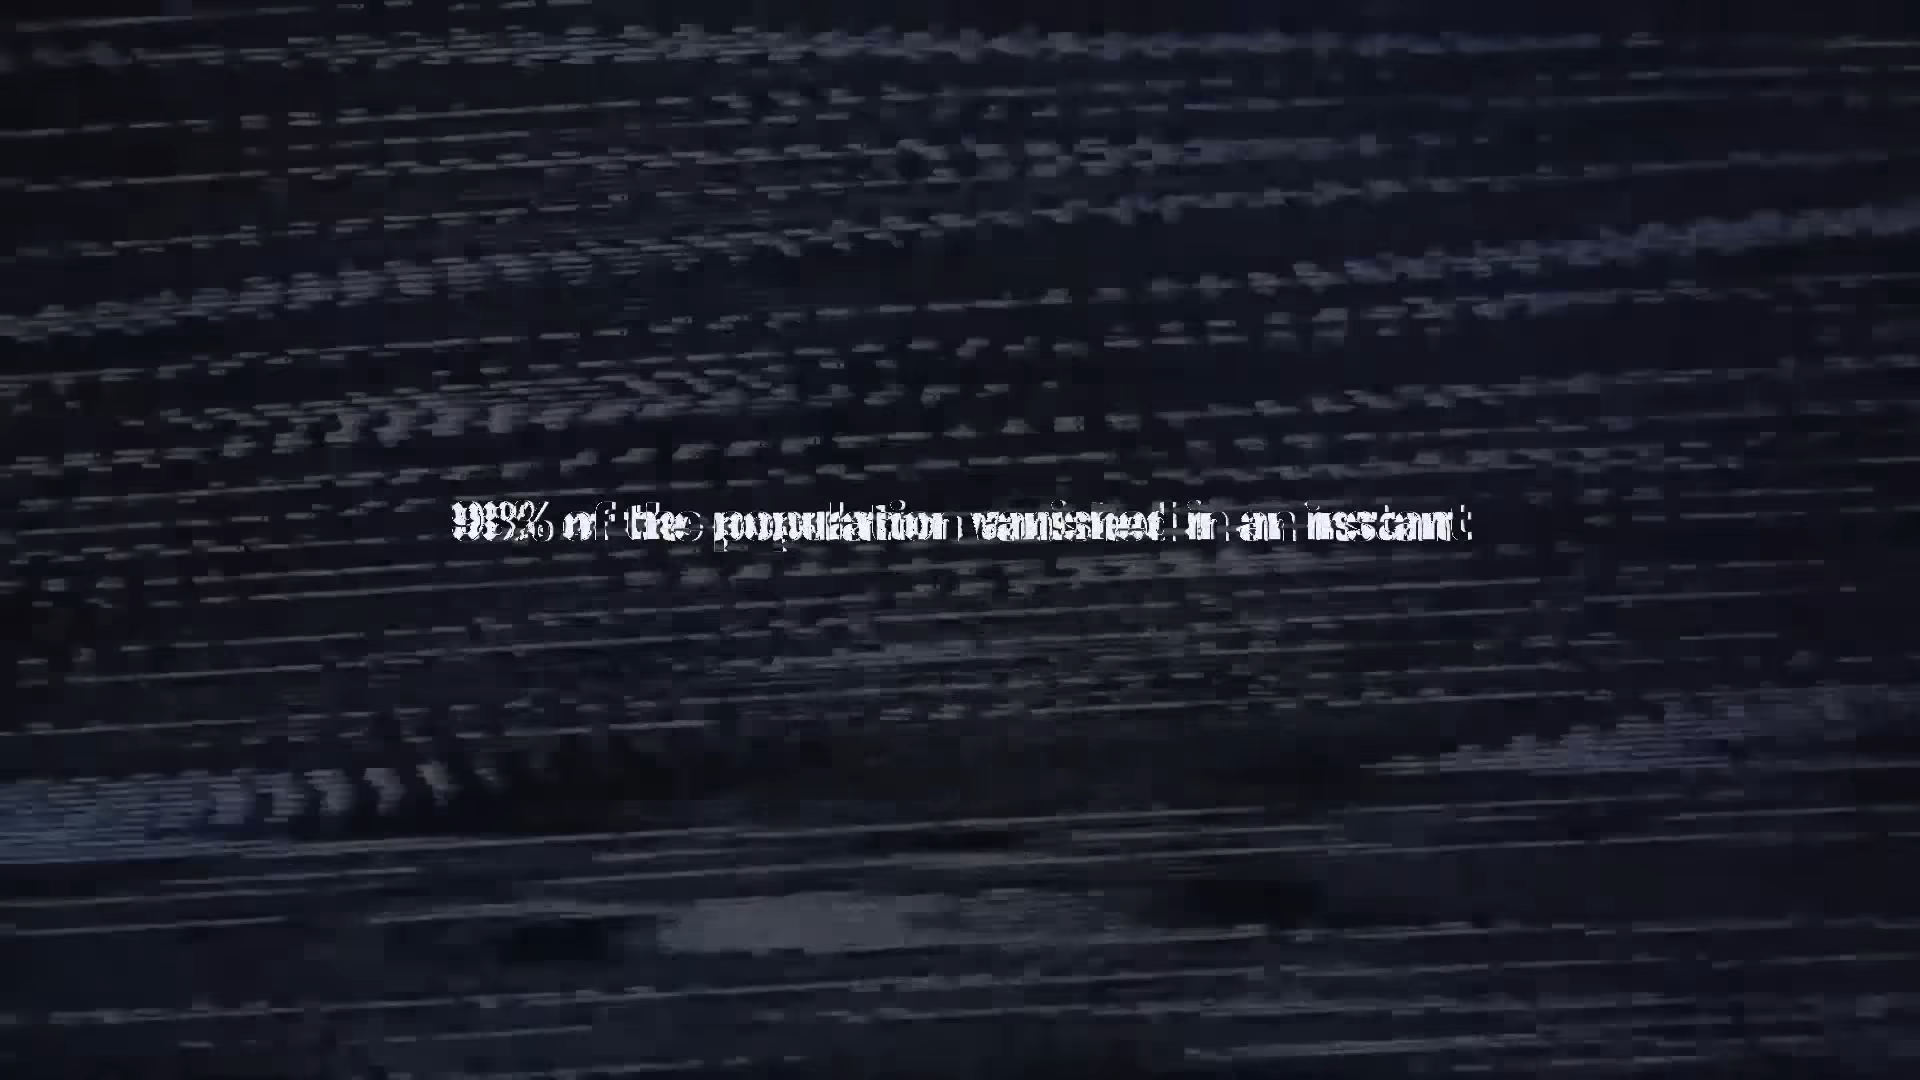 % of the population vanished in an instant